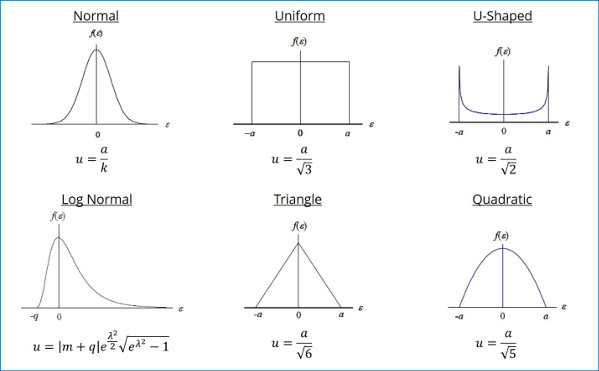 Normal
f(ε)
0
ε
u = a/k
Uniform
f(ε)
-a 0 a
ε
u = a/√3
U-Shaped
f(ε)
-a 0 a
ε
u = a/√2
Log Normal
f(ε)
-q 0
ε
u = |m + q|e^(λ²/2)√(e^(λ²) − 1)
Triangle
f(ε)
-a 0 a
ε
u = a/√6
Quadratic
f(ε)
-a 0 a
ε
u = a/√5